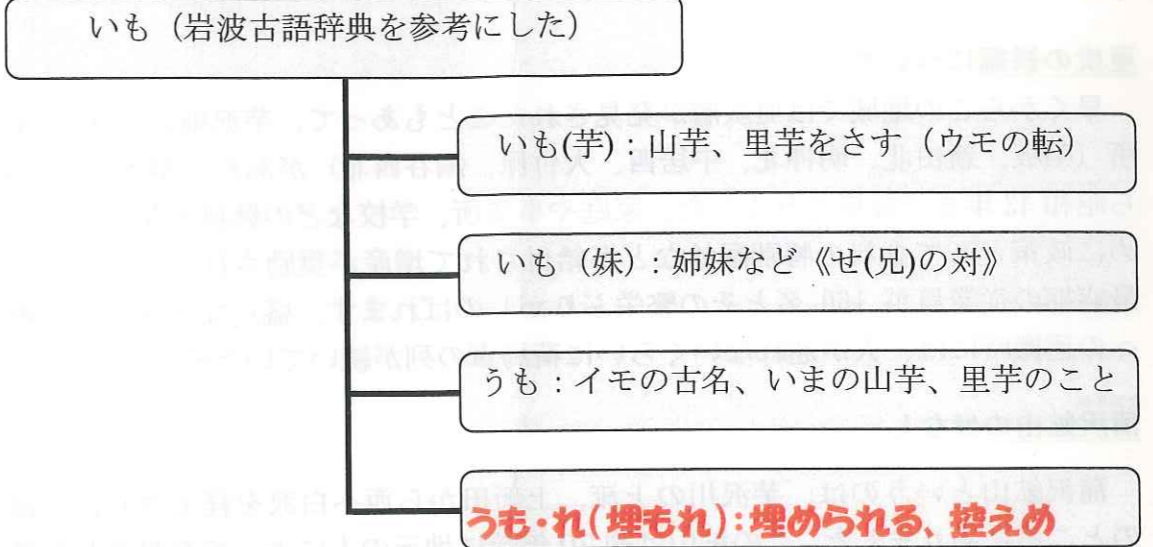 いも（岩波古語辞典を参考にした）
いも(芋)：山芋、里芋をさす（ウモの転）
いも（妹）：姉妹など《せ(兄)の対》
うも：イモの古名、いまの山芋、里芋のこと
うも・れ(埋もれ)：埋められる、控えめ